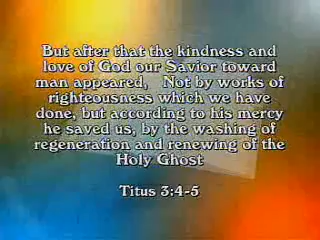 But after that the kindness and
love of God our Savior toward
man appeared,   Not by works of
righteousness which we have
done, but according to his mercy
he saved us, by the washing of
regeneration and renewing of the
Holy Ghost
Titus 3:4-5